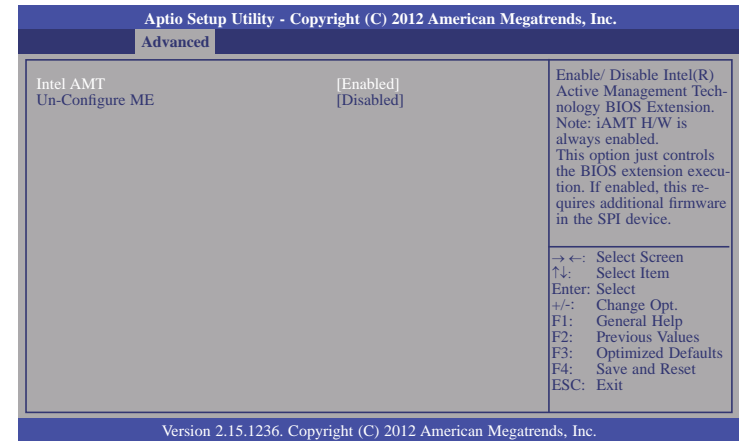 Aptio Setup Utility - Copyright (C) 2012 American Megatrends, Inc.
Advanced
Intel AMT [Enabled]
Un-Configure ME [Disabled]
Enable/ Disable Intel(R)
Active Management Tech-
nology BIOS Extension.
Note: iAMT H/W is
always enabled.
This option just controls
the BIOS extension execu-
tion. If enabled, this re-
quires additional firmware
in the SPI device.
→←: Select Screen
↑↓: Select Item
Enter: Select
+/-: Change Opt.
F1: General Help
F2: Previous Values
F3: Optimized Defaults
F4: Save and Reset
ESC: Exit
Version 2.15.1236. Copyright (C) 2012 American Megatrends, Inc.